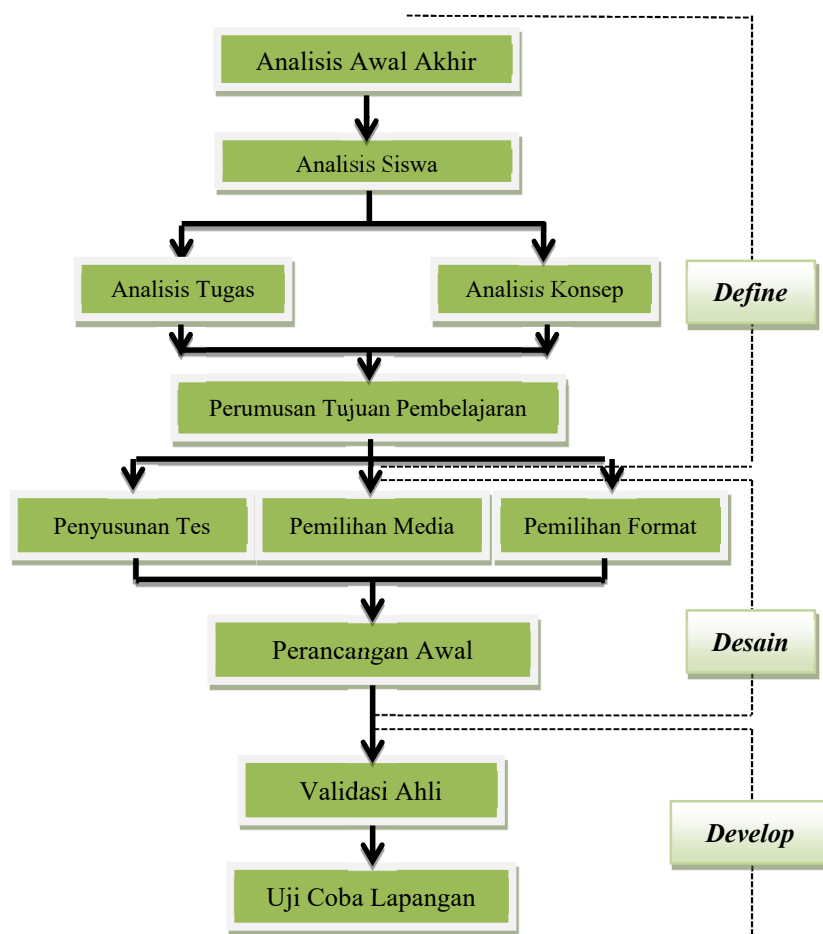 Analisis Awal Akhir
Analisis Siswa
Analisis Tugas
Analisis Konsep
Define
Perumusan Tujuan Pembelajaran
Penyusunan Tes
Pemilihan Media
Pemilihan Format
Perancangan Awal
Desain
Validasi Ahli
Develop
Uji Coba Lapangan